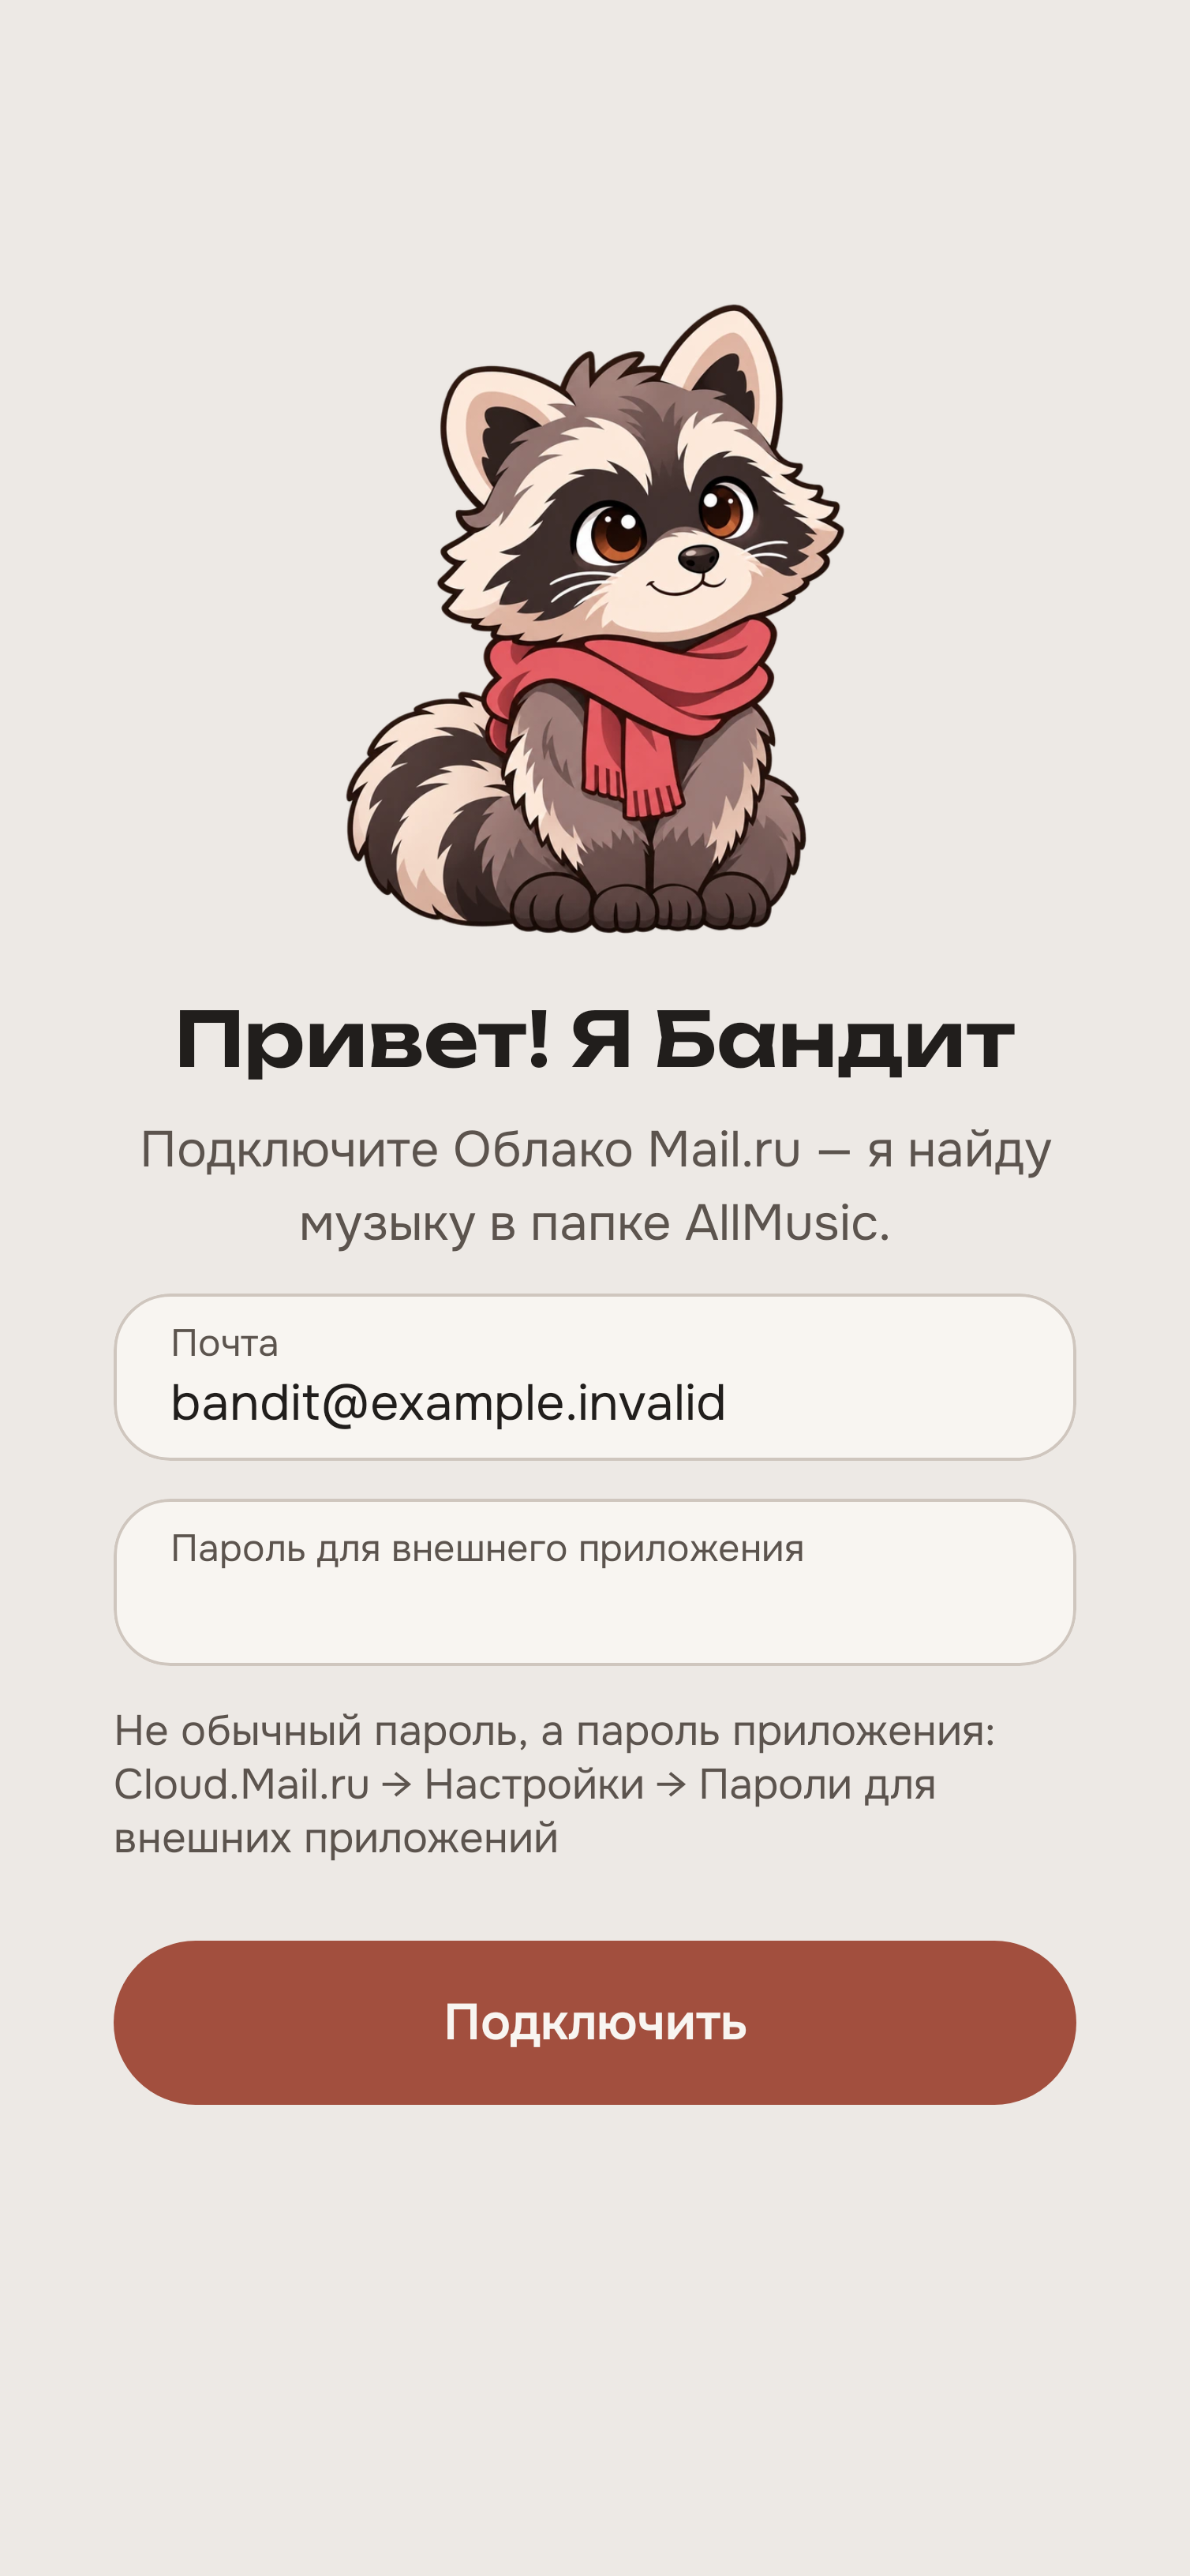 Привет! Я Бандит
Подключите Облако Mail.ru — я найду
музыку в папке AllMusic.
Почта
bandit@example.invalid
Пароль для внешнего приложения
Не обычный пароль, а пароль приложения:
Cloud.Mail.ru → Настройки → Пароли для
внешних приложений
Подключить